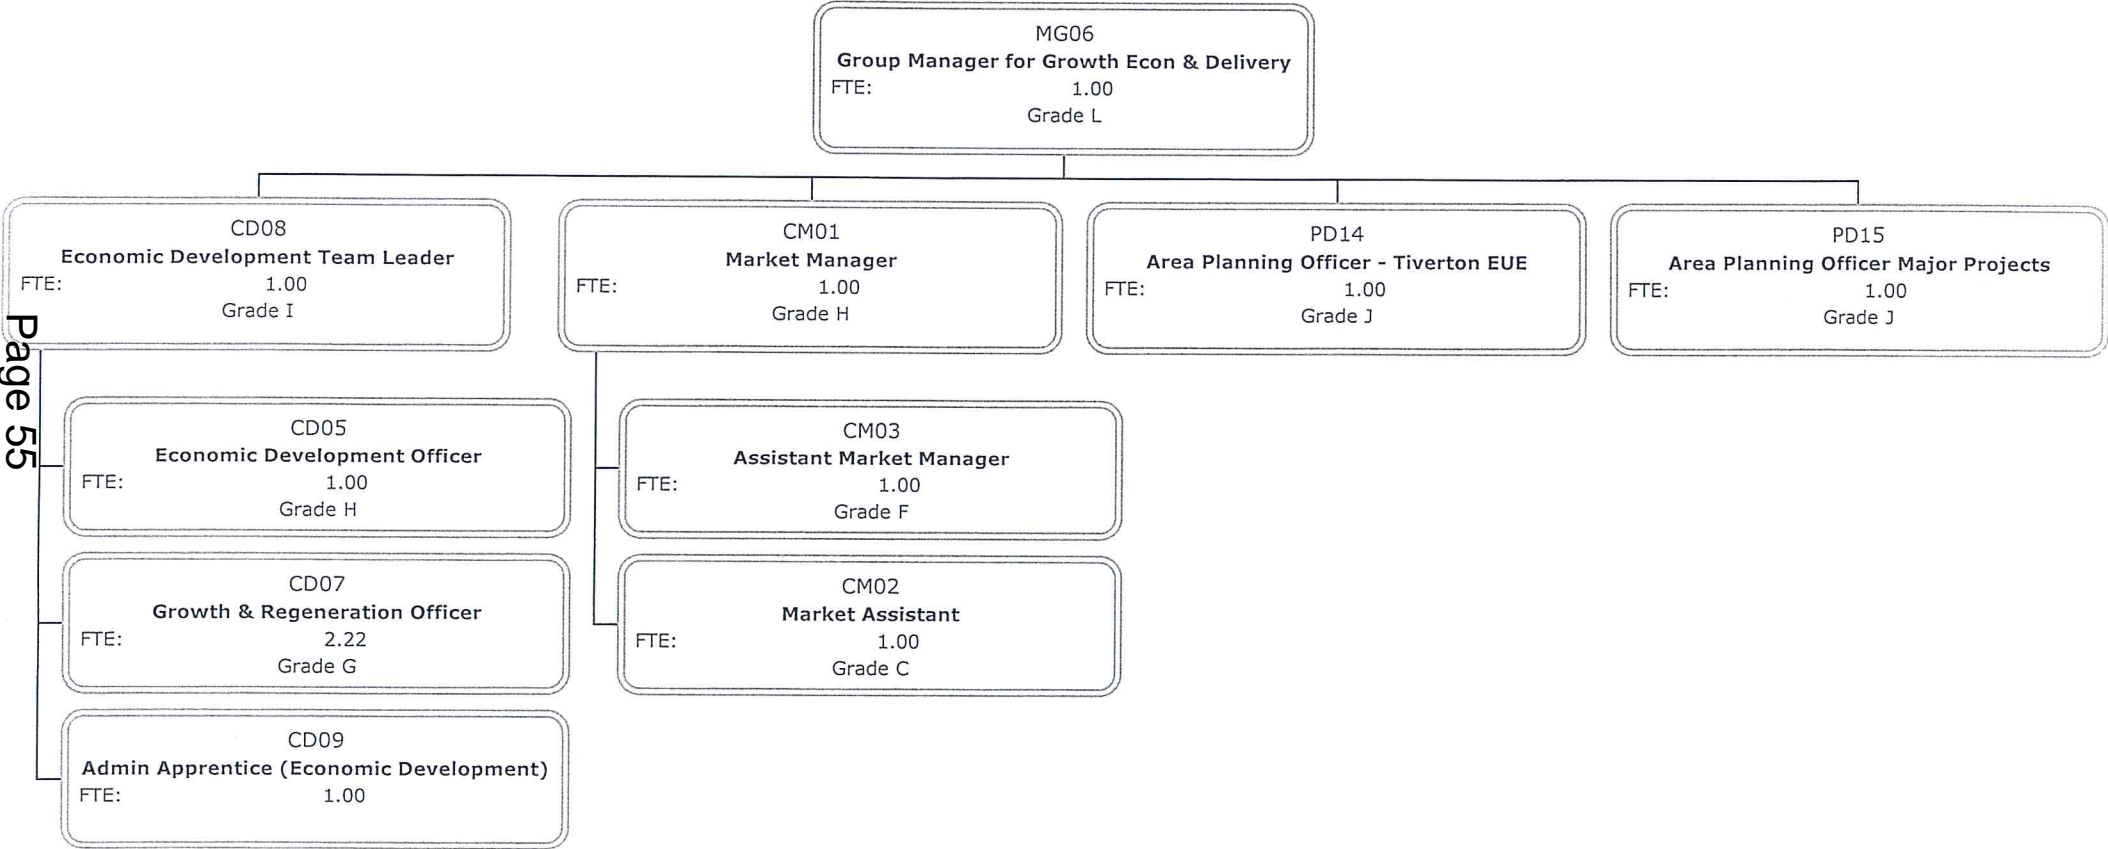 MG06
Group Manager for Growth Econ & Delivery
FTE: 1.00
Grade L
CD08
Economic Development Team Leader
FTE: 1.00
Grade I
CM01
Market Manager
FTE: 1.00
Grade H
PD14
Area Planning Officer - Tiverton EUE
FTE: 1.00
Grade J
PD15
Area Planning Officer Major Projects
FTE: 1.00
Grade J
CD05
Economic Development Officer
FTE: 1.00
Grade H
CD07
Growth & Regeneration Officer
FTE: 2.22
Grade G
CD09
Admin Apprentice (Economic Development)
FTE: 1.00
CM03
Assistant Market Manager
FTE: 1.00
Grade F
CM02
Market Assistant
FTE: 1.00
Grade C
Page 55